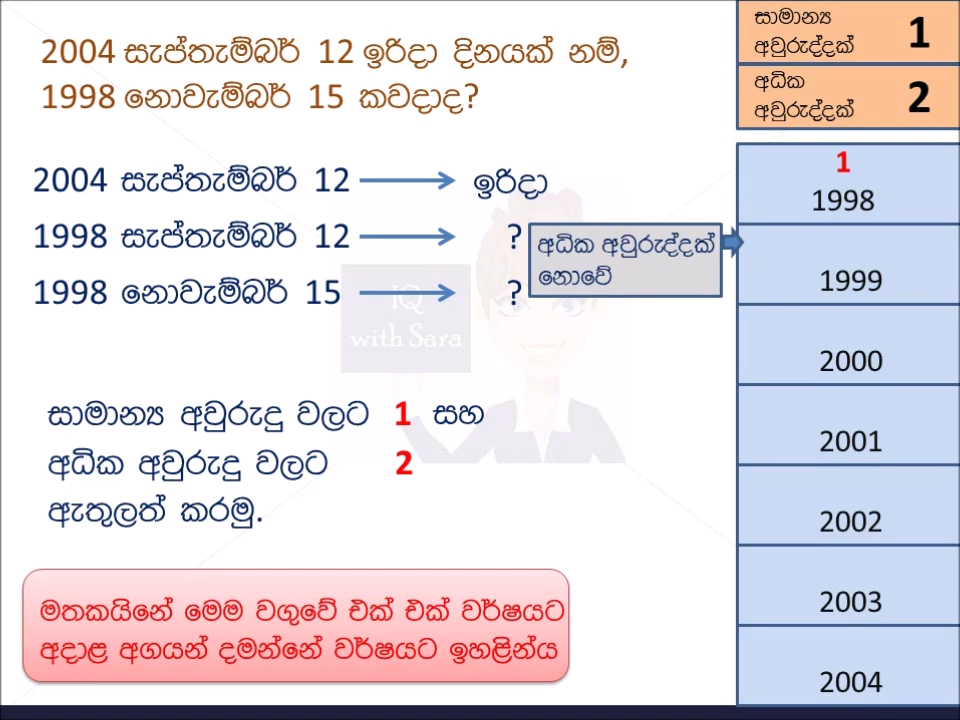 2004 සැප්තැම්බර් 12 ඉරිදා දිනයක් නම්,
1998 නොවැම්බර් 15 කවදාද?
සාමාන්‍ය
අවුරුද්දක් 1
අධික
අවුරුද්දක් 2
2004 සැප්තැම්බර් 12 ඉරිදා
1998 සැප්තැම්බර් 12 ?
1998 නොවැම්බර් 15 ?
අධික අවුරුද්දක්
නොවේ
IQ
with Sara
සාමාන්‍ය අවුරුදු වලට 1 සහ
අධික අවුරුදු වලට 2
ඇතුලත් කරමු.
මතකයිනේ මෙම වගුවේ එක් එක් වර්ෂයට
අදාළ අගයන් දමන්නේ වර්ෂයට ඉහළින්ය
1
1998
1999
2000
2001
2002
2003
2004